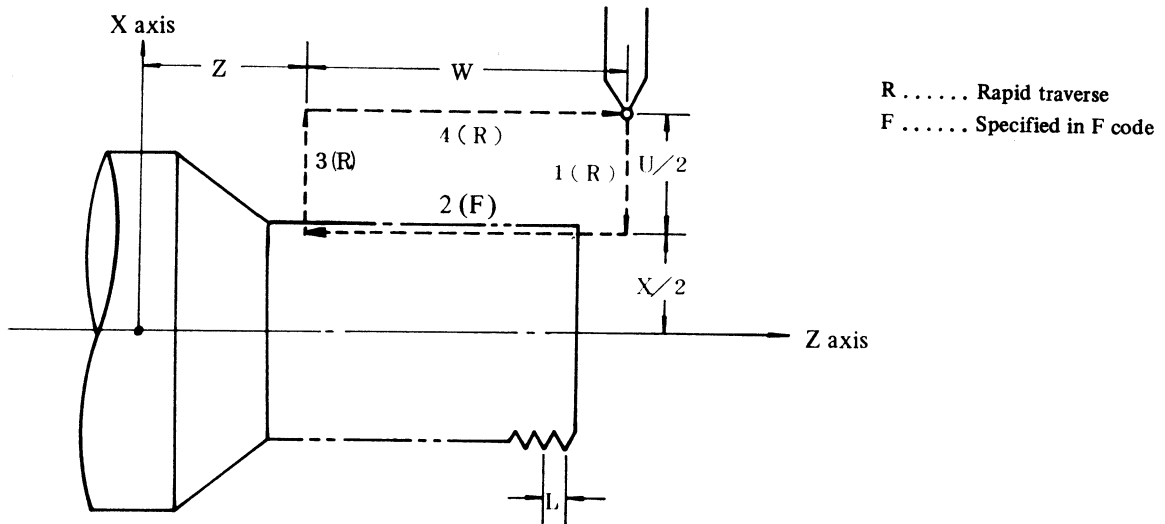 X axis
Z
W
R ...... Rapid traverse
F ...... Specified in F code
4 ( R )
3 (R)
1 ( R )
U/2
2 (F)
X/2
Z axis
L